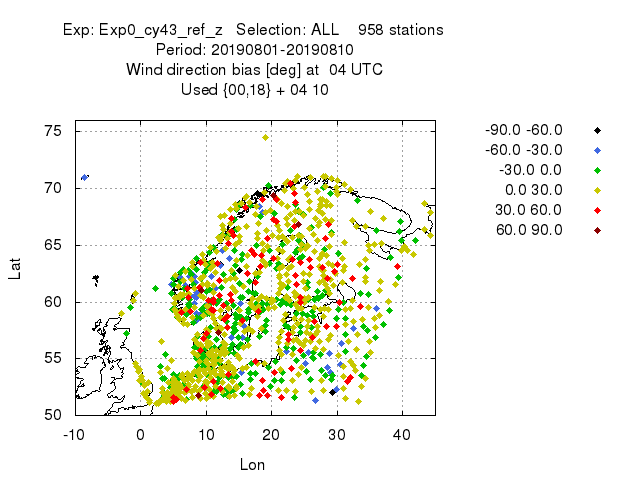 Exp: Exp0_cy43_ref_z   Selection: ALL    958 stations
Period: 20190801-20190810
Wind direction bias [deg] at  04 UTC
Used {00,18} + 04 10
-90.0 -60.0
-60.0 -30.0
-30.0 0.0
0.0 30.0
30.0 60.0
60.0 90.0
75
70
65
60
55
50
Lat
-10 0 10 20 30 40
Lon